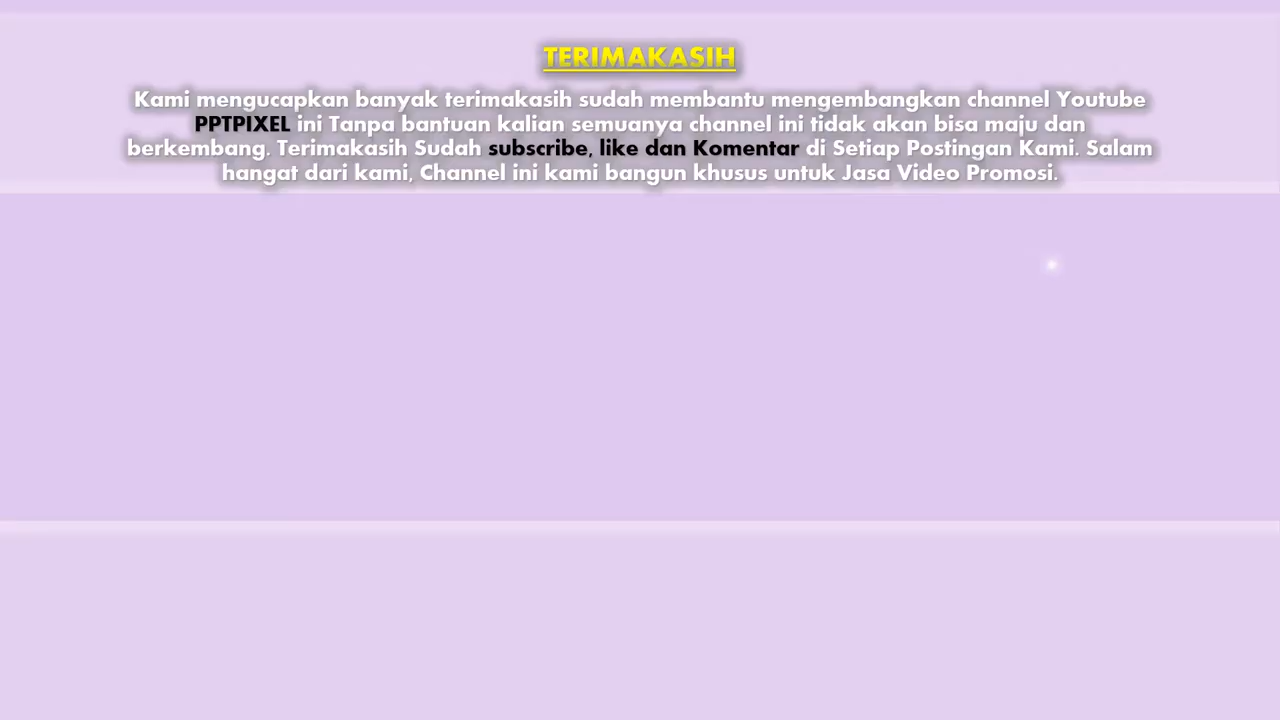 TERIMAKASIH
Kami mengucapkan banyak terimakasih sudah membantu mengembangkan channel Youtube
PPTPIXEL ini Tanpa bantuan kalian semuanya channel ini tidak akan bisa maju dan
berkembang. Terimakasih Sudah subscribe, like dan Komentar di Setiap Postingan Kami. Salam
hangat dari kami, Channel ini kami bangun khusus untuk Jasa Video Promosi.